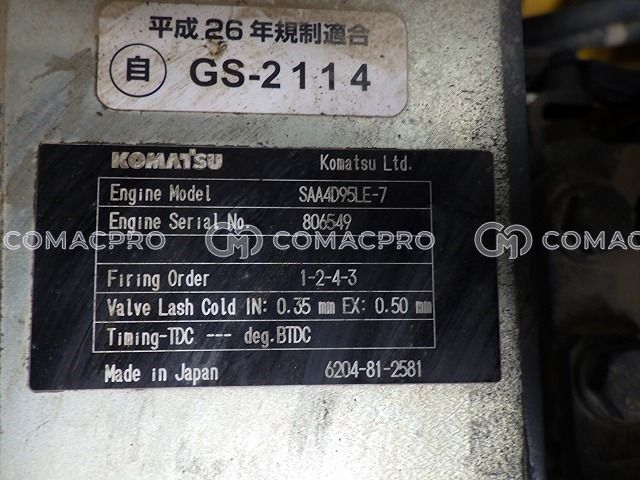 平成26年規制適合
自 GS-2114
KOMATSU Komatsu Ltd.
Engine Model SAA4D95LE-7
Engine Serial No. 806549
COMACPRO COMACPRO COMACPRO
Firing Order 1-2-4-3
Valve Lash Cold IN: 0.35 mm EX: 0.50 mm
Timing-TDC --- deg.BTDC
Made in Japan 6204-81-2581